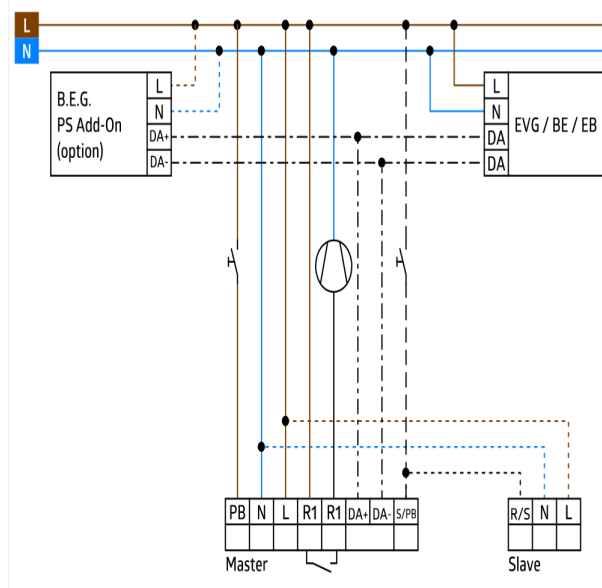 L
N
B.E.G.
PS Add-On
(option)
L
N
DA+
DA-
L
N
DA
DA
EVG / BE / EB
PB N L R1 R1 DA+ DA- S/PB
Master
R/S N L
Slave